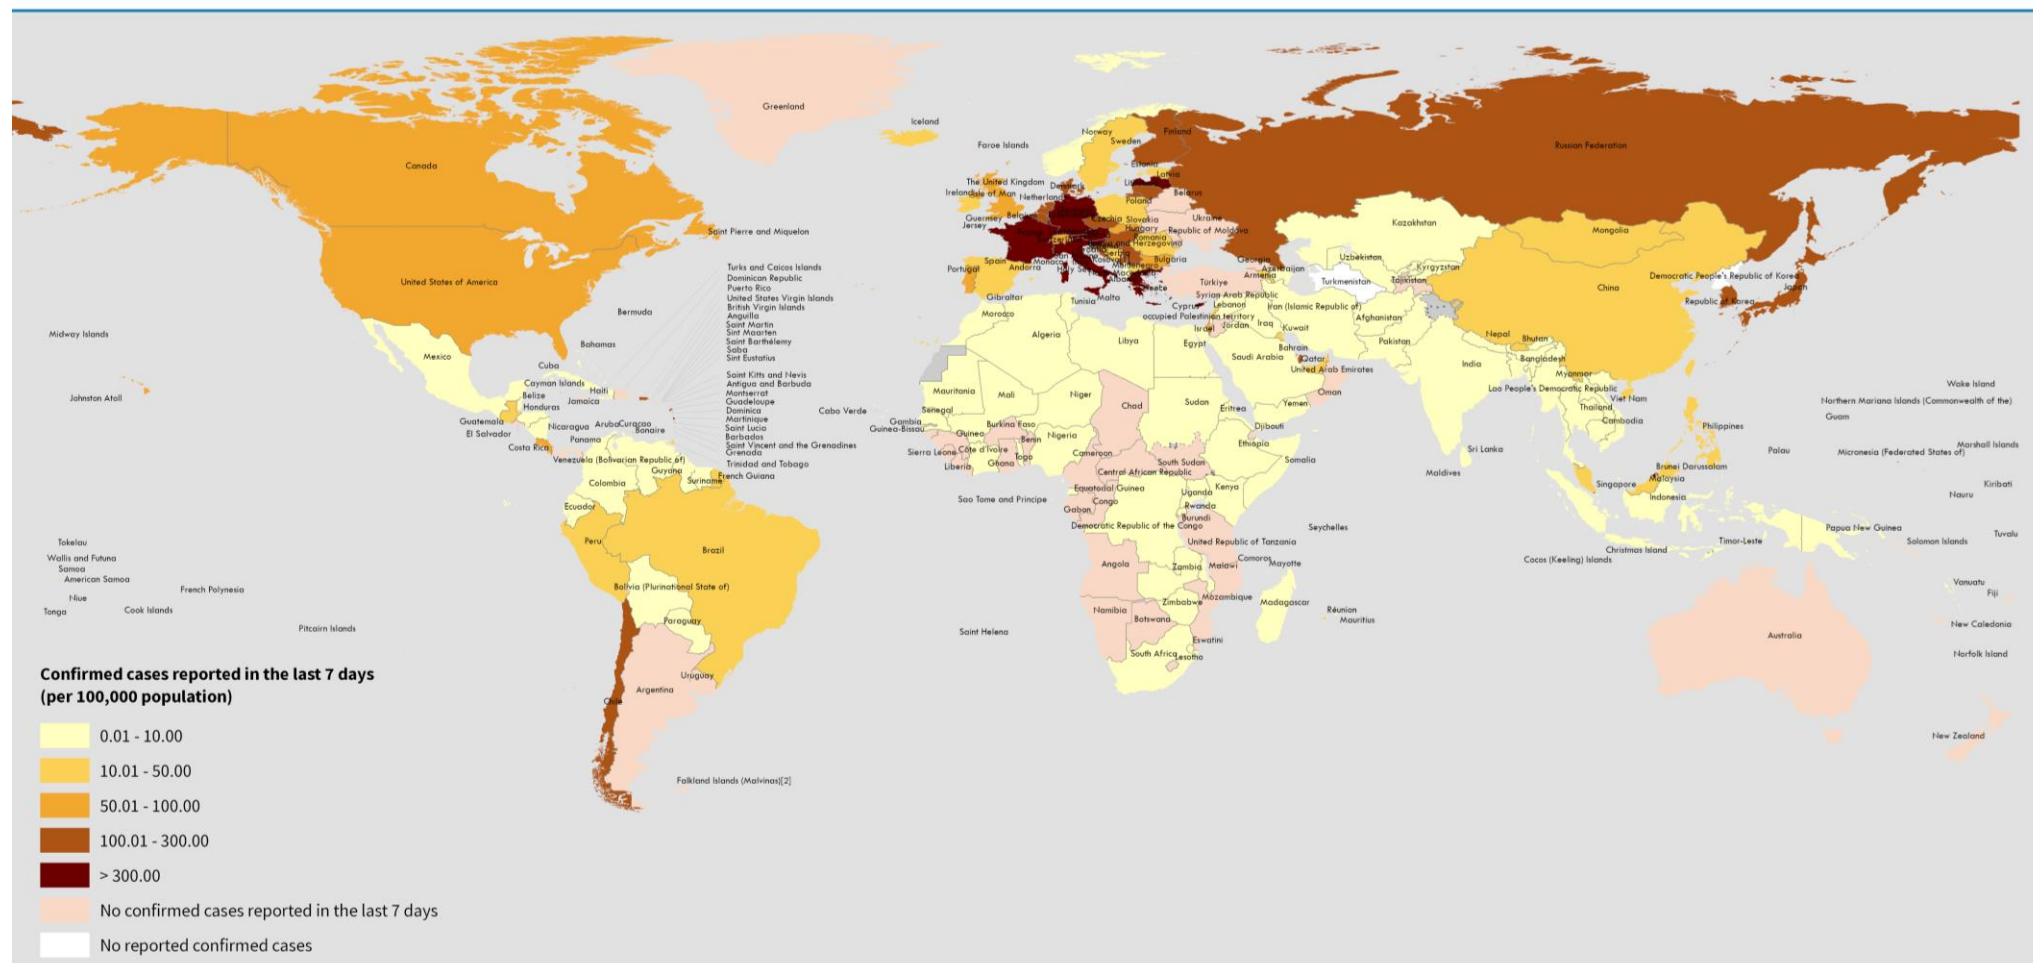 Greenland
Iceland
Faroe Islands
Norway
Sweden
Finland
Russian Federation
Canada
Estonia
Latvia
The United Kingdom
Ireland
Isle of Man
Netherlands
Belarus
Poland
Guernsey
Jersey
Czechia
Slovakia
Ukraine
Hungary
Republic of Moldova
Romania
Kazakhstan
Mongolia
Saint Pierre and Miquelon
Bulgaria
Portugal
Spain
Andorra
Georgia
Azerbaijan
Armenia
Uzbekistan
Kyrgyzstan
Turkmenistan
Tajikistan
Democratic People's Republic of Korea
United States of America
Türkiye
China
Japan
Republic of Korea
Turks and Caicos Islands
Dominican Republic
Puerto Rico
United States Virgin Islands
British Virgin Islands
Anguilla
Saint Martin
Sint Maarten
Saint Barthélemy
Saba
Sint Eustatius
Saint Kitts and Nevis
Antigua and Barbuda
Montserrat
Guadeloupe
Dominica
Martinique
Saint Lucia
Barbados
Saint Vincent and the Grenadines
Grenada
Trinidad and Tobago
French Guiana
Gibraltar
Tunisia
Malta
Cyprus
Syrian Arab Republic
Lebanon
occupied Palestinian territory
Israel
Jordan
Iraq
Iran (Islamic Republic of)
Kuwait
Afghanistan
Bermuda
Midway Islands
Bahamas
Mexico
Morocco
Algeria
Libya
Egypt
Saudi Arabia
Bahrain
Qatar
United Arab Emirates
Oman
Pakistan
Nepal
Bhutan
India
Bangladesh
Myanmar
Lao People's Democratic Republic
Viet Nam
Thailand
Cambodia
Cuba
Cayman Islands
Haiti
Belize
Jamaica
Honduras
Guatemala
El Salvador
Nicaragua
Aruba
Curacao
Bonaire
Panama
Costa Rica
Johnston Atoll
Cabo Verde
Mauritania
Mali
Niger
Chad
Sudan
Eritrea
Yemen
Senegal
Gambia
Guinea-Bissau
Guinea
Burkina Faso
Benin
Nigeria
Djibouti
Ethiopia
Somalia
Sri Lanka
Maldives
Philippines
Wake Island
Northern Mariana Islands (Commonwealth of the)
Guam
Palau
Marshall Islands
Micronesia (Federated States of)
Sierra Leone
Liberia
Côte d'Ivoire
Ghana
Togo
Cameroon
Central African Republic
South Sudan
Venezuela (Bolivarian Republic of)
Guyana
Suriname
Colombia
Ecuador
Brunei Darussalam
Malaysia
Singapore
Indonesia
Kiribati
Nauru
Sao Tome and Principe
Equatorial Guinea
Gabon
Congo
Uganda
Kenya
Rwanda
Burundi
Democratic Republic of the Congo
United Republic of Tanzania
Seychelles
Comoros
Mayotte
Papua New Guinea
Solomon Islands
Tuvalu
Timor-Leste
Christmas Island
Cocos (Keeling) Islands
Peru
Brazil
Tokelau
Wallis and Futuna
Samoa
American Samoa
Niue
Tonga
Cook Islands
French Polynesia
Pitcairn Islands
Bolivia (Plurinational State of)
Paraguay
Angola
Zambia
Malawi
Mozambique
Zimbabwe
Madagascar
Réunion
Mauritius
Namibia
Botswana
Eswatini
South Africa
Lesotho
Saint Helena
Vanuatu
Fiji
New Caledonia
Australia
Norfolk Island
New Zealand
Uruguay
Argentina
Chile
Falkland Islands (Malvinas)[2]
Confirmed cases reported in the last 7 days
(per 100,000 population)
0.01 - 10.00
10.01 - 50.00
50.01 - 100.00
100.01 - 300.00
> 300.00
No confirmed cases reported in the last 7 days
No reported confirmed cases